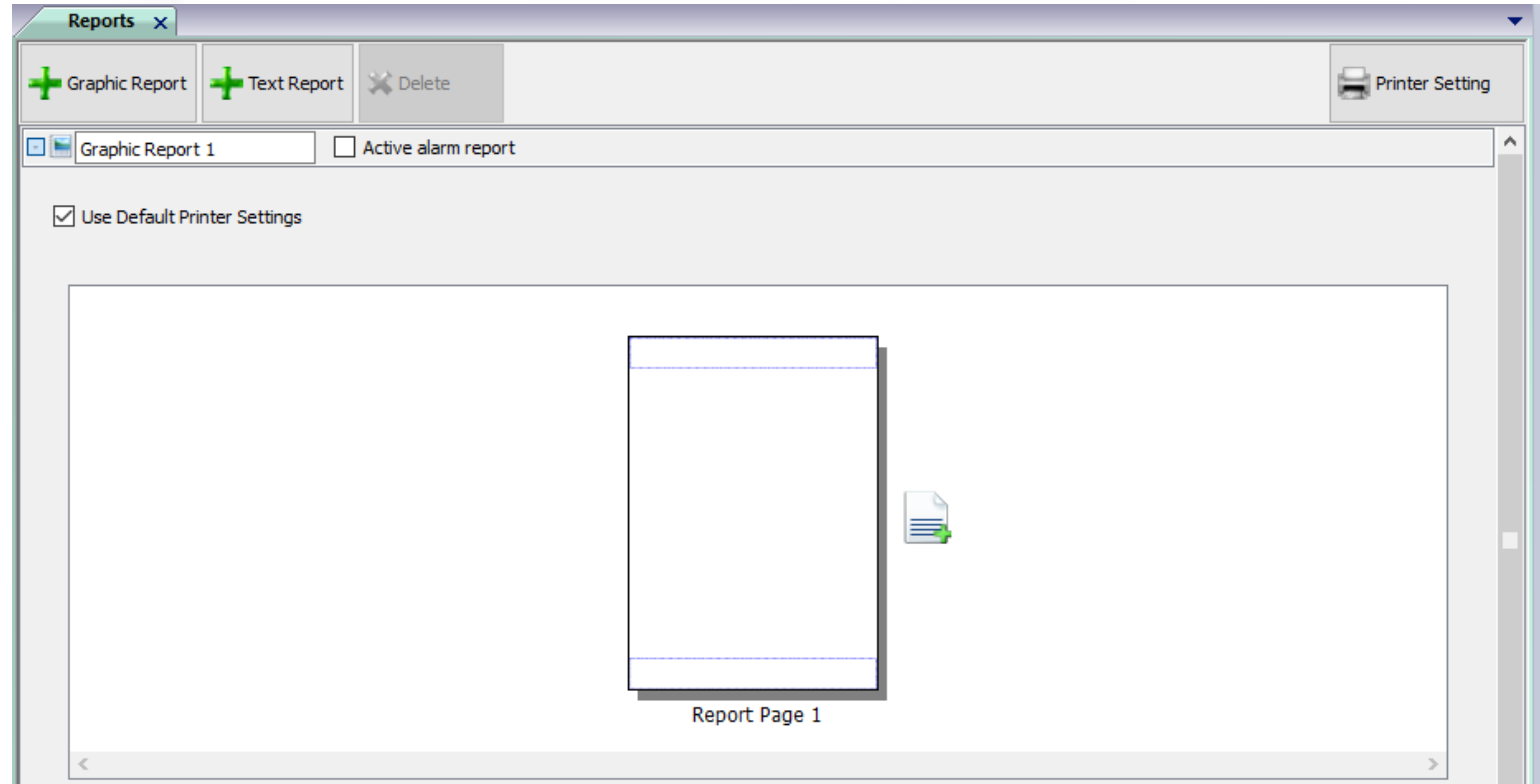 Reports
Graphic Report Text Report Delete Printer Setting
Graphic Report 1 Active alarm report
Use Default Printer Settings
Report Page 1